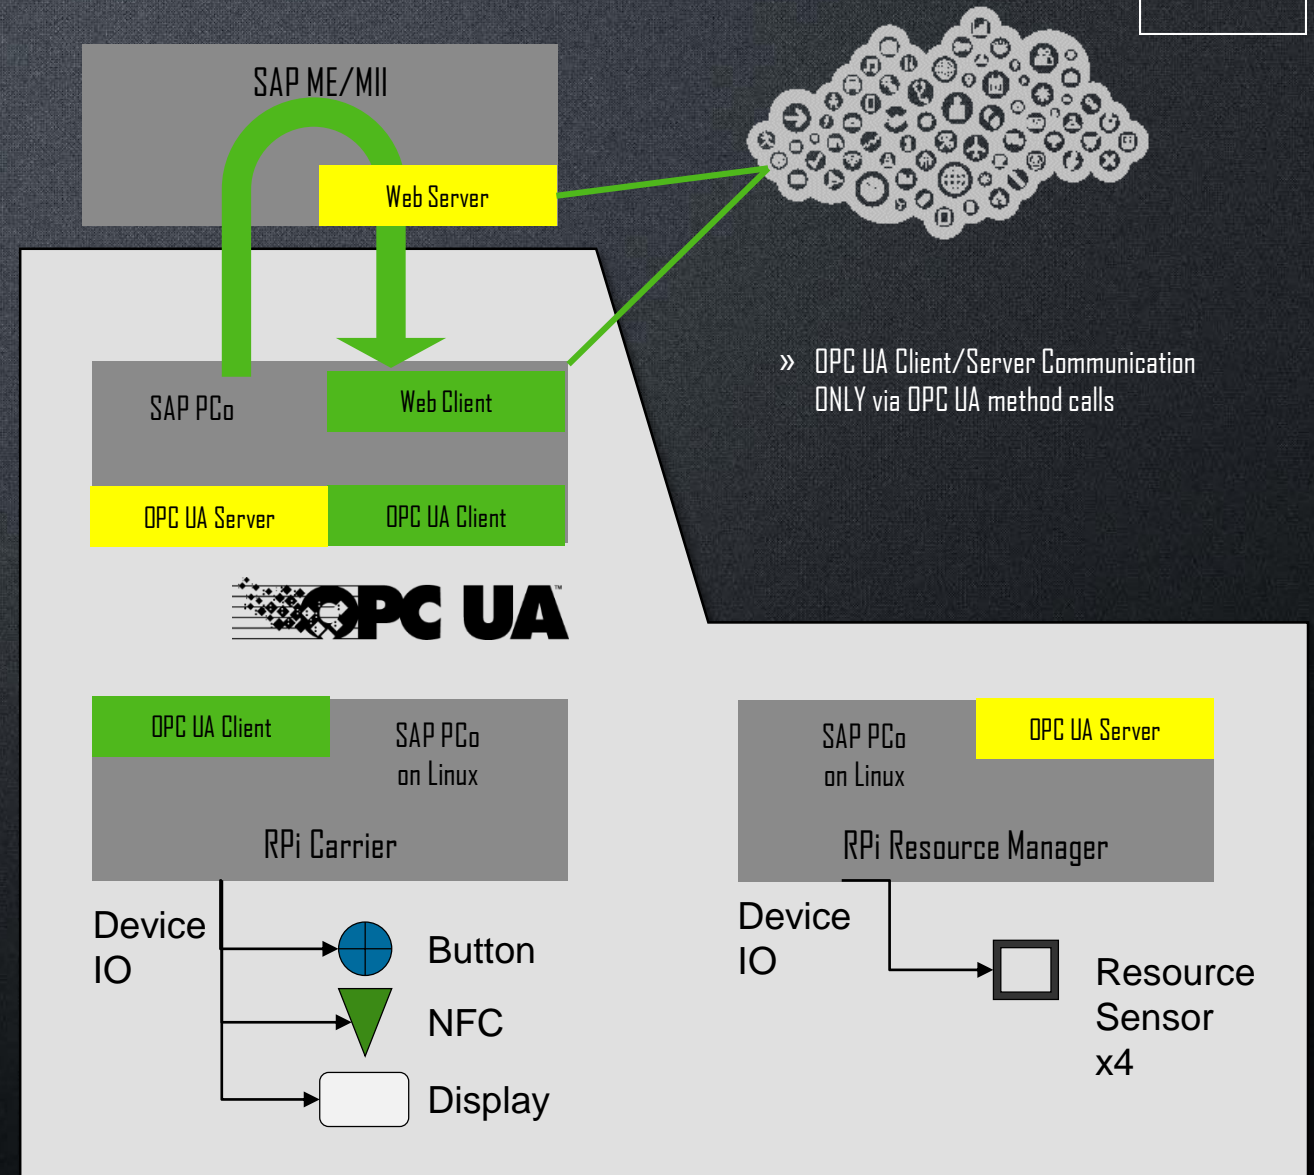 SAP ME/MII
Web Server
» OPC UA Client/Server Communication
ONLY via OPC UA method calls
SAP PCo
Web Client
OPC UA Server
OPC UA Client
OPC UA™
OPC UA Client
SAP PCo
on Linux
RPi Carrier
SAP PCo
on Linux
OPC UA Server
RPi Resource Manager
Device
IO
Button
NFC
Display
Device
IO
Resource
Sensor
x4